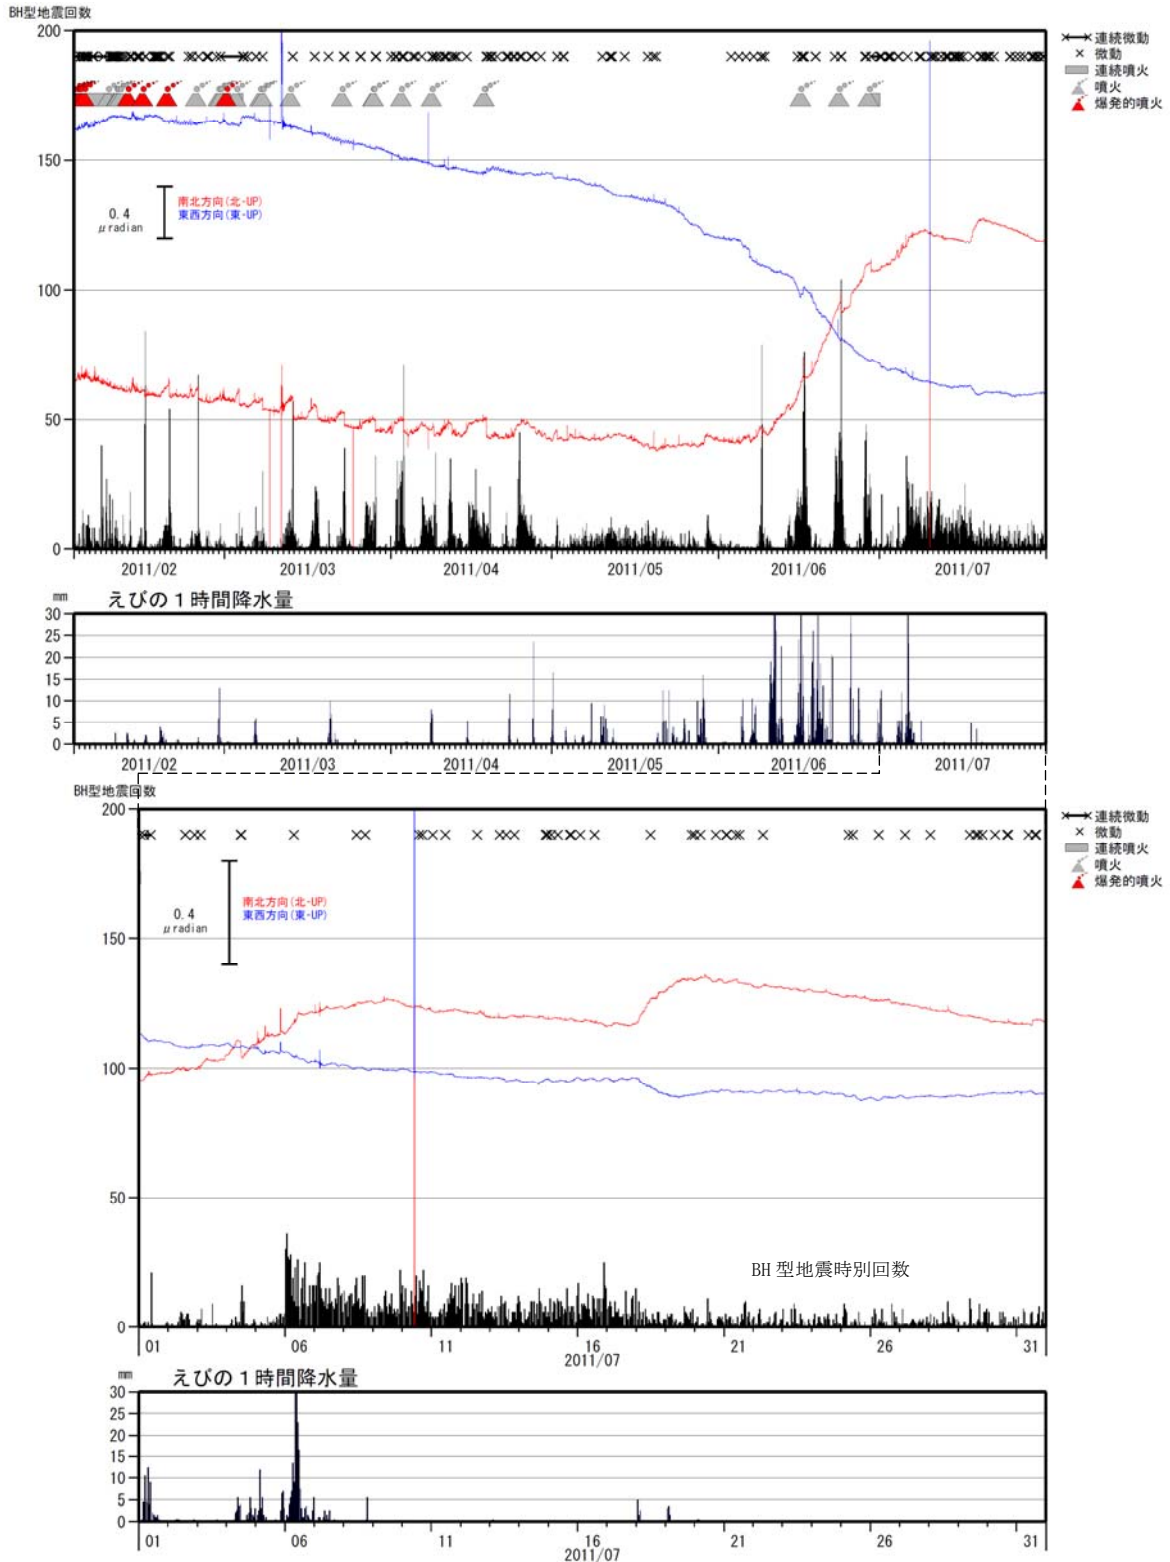 BH型地震回数
200
150
100
50
0
連続微動
微動
連続噴火
噴火
爆発的噴火
0.4
μradian
南北方向(北-UP)
東西方向(東-UP)
2011/02 2011/03 2011/04 2011/05 2011/06 2011/07
mm えびの1時間降水量
30
25
20
15
10
5
0
2011/02 2011/03 2011/04 2011/05 2011/06 2011/07
BH型地震回数
200
150
100
50
0
連続微動
微動
連続噴火
噴火
爆発的噴火
0.4
μradian
南北方向(北-UP)
東西方向(東-UP)
BH型地震時別回数
01 06 11 16 21 26 31
2011/07
mm えびの1時間降水量
30
25
20
15
10
5
0
01 06 11 16 21 26 31
2011/07